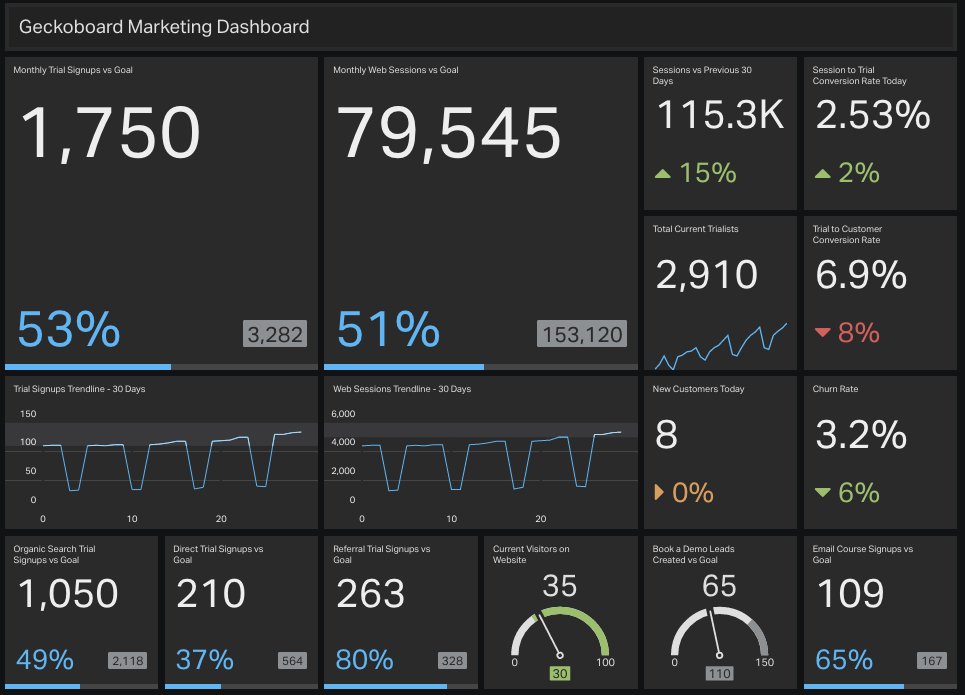 Geckoboard Marketing Dashboard
Monthly Trial Signups vs Goal
1,750
53%
3,282
Monthly Web Sessions vs Goal
79,545
51%
153,120
Sessions vs Previous 30
Days
115.3K
15%
Session to Trial
Conversion Rate Today
2.53%
2%
Total Current Trialists
2,910
Trial to Customer
Conversion Rate
6.9%
8%
Trial Signups Trendline - 30 Days
150
100
50
0
0 10 20
Web Sessions Trendline - 30 Days
6,000
4,000
2,000
0
0 10 20
New Customers Today
8
0%
Churn Rate
3.2%
6%
Organic Search Trial
Signups vs Goal
1,050
49%
2,118
Direct Trial Signups vs
Goal
210
37%
564
Referral Trial Signups vs
Goal
263
80%
328
Current Visitors on
Website
35
0 100
30
Book a Demo Leads
Created vs Goal
65
0 150
110
Email Course Signups vs
Goal
109
65%
167